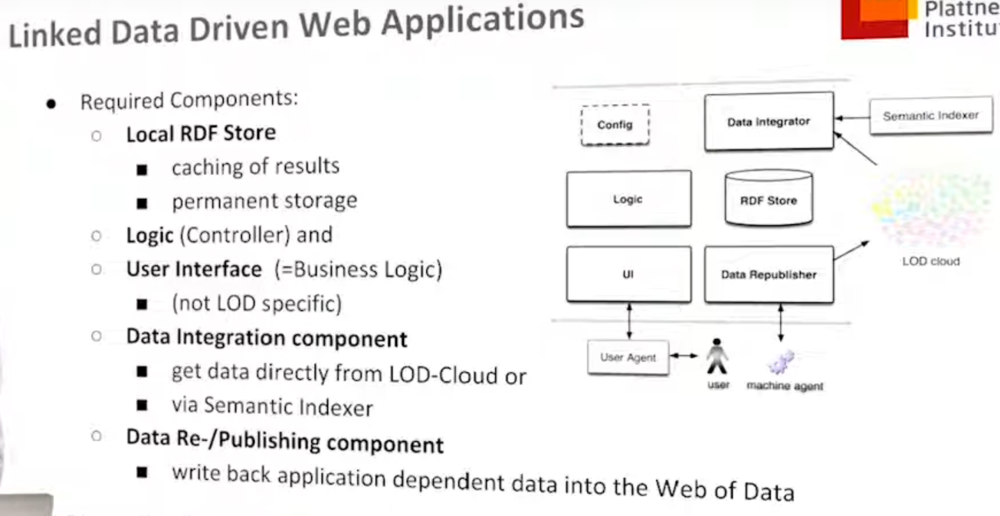 Linked Data Driven Web Applications
Required Components:
Local RDF Store
caching of results
permanent storage
Logic (Controller) and
User Interface (=Business Logic)
(not LOD specific)
Data Integration component
get data directly from LOD-Cloud or
via Semantic Indexer
Data Re-/Publishing component
write back application dependent data into the Web of Data
Config
Data Integrator
Semantic Indexer
Logic
RDF Store
LOD cloud
UI
Data Republisher
User Agent
user
machine agent